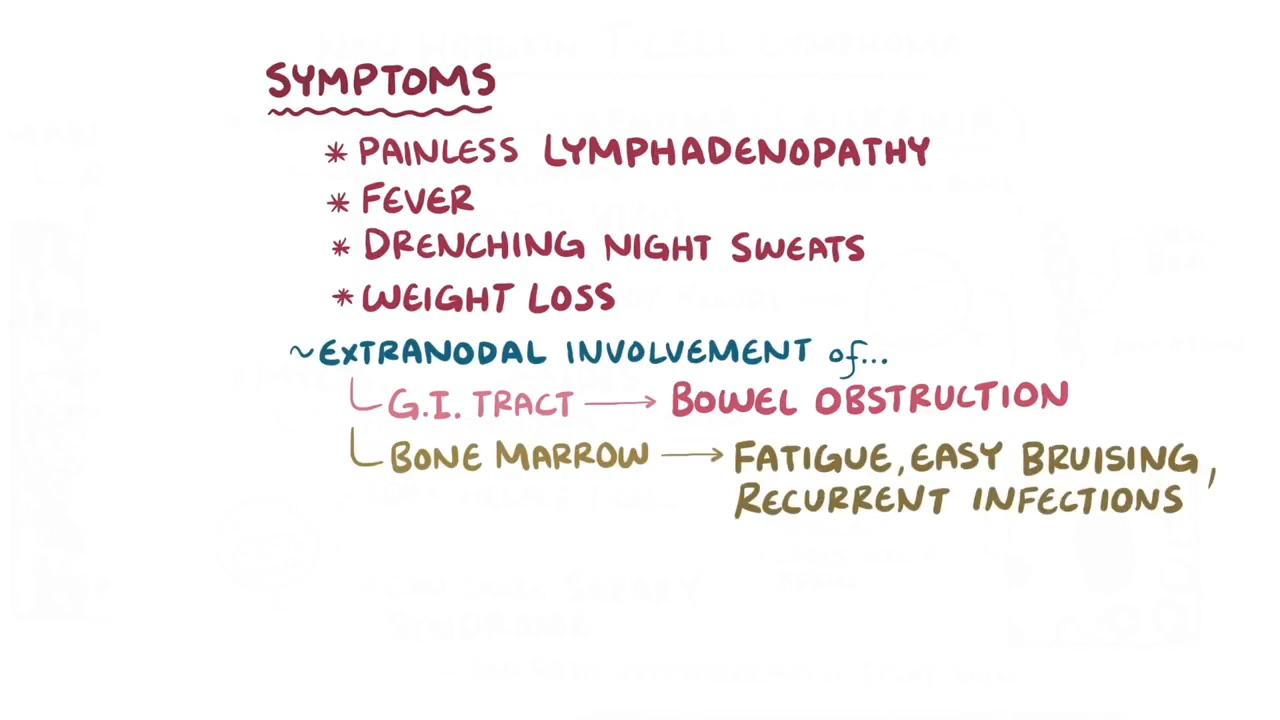 SYMPTOMS
* PAINLESS LYMPHADENOPATHY
* FEVER
* DRENCHING NIGHT SWEATS
* WEIGHT LOSS
~EXTRANODAL INVOLVEMENT of...
G.I. TRACT → BOWEL OBSTRUCTION
BONE MARROW → FATIGUE, EASY BRUISING,
RECURRENT INFECTIONS